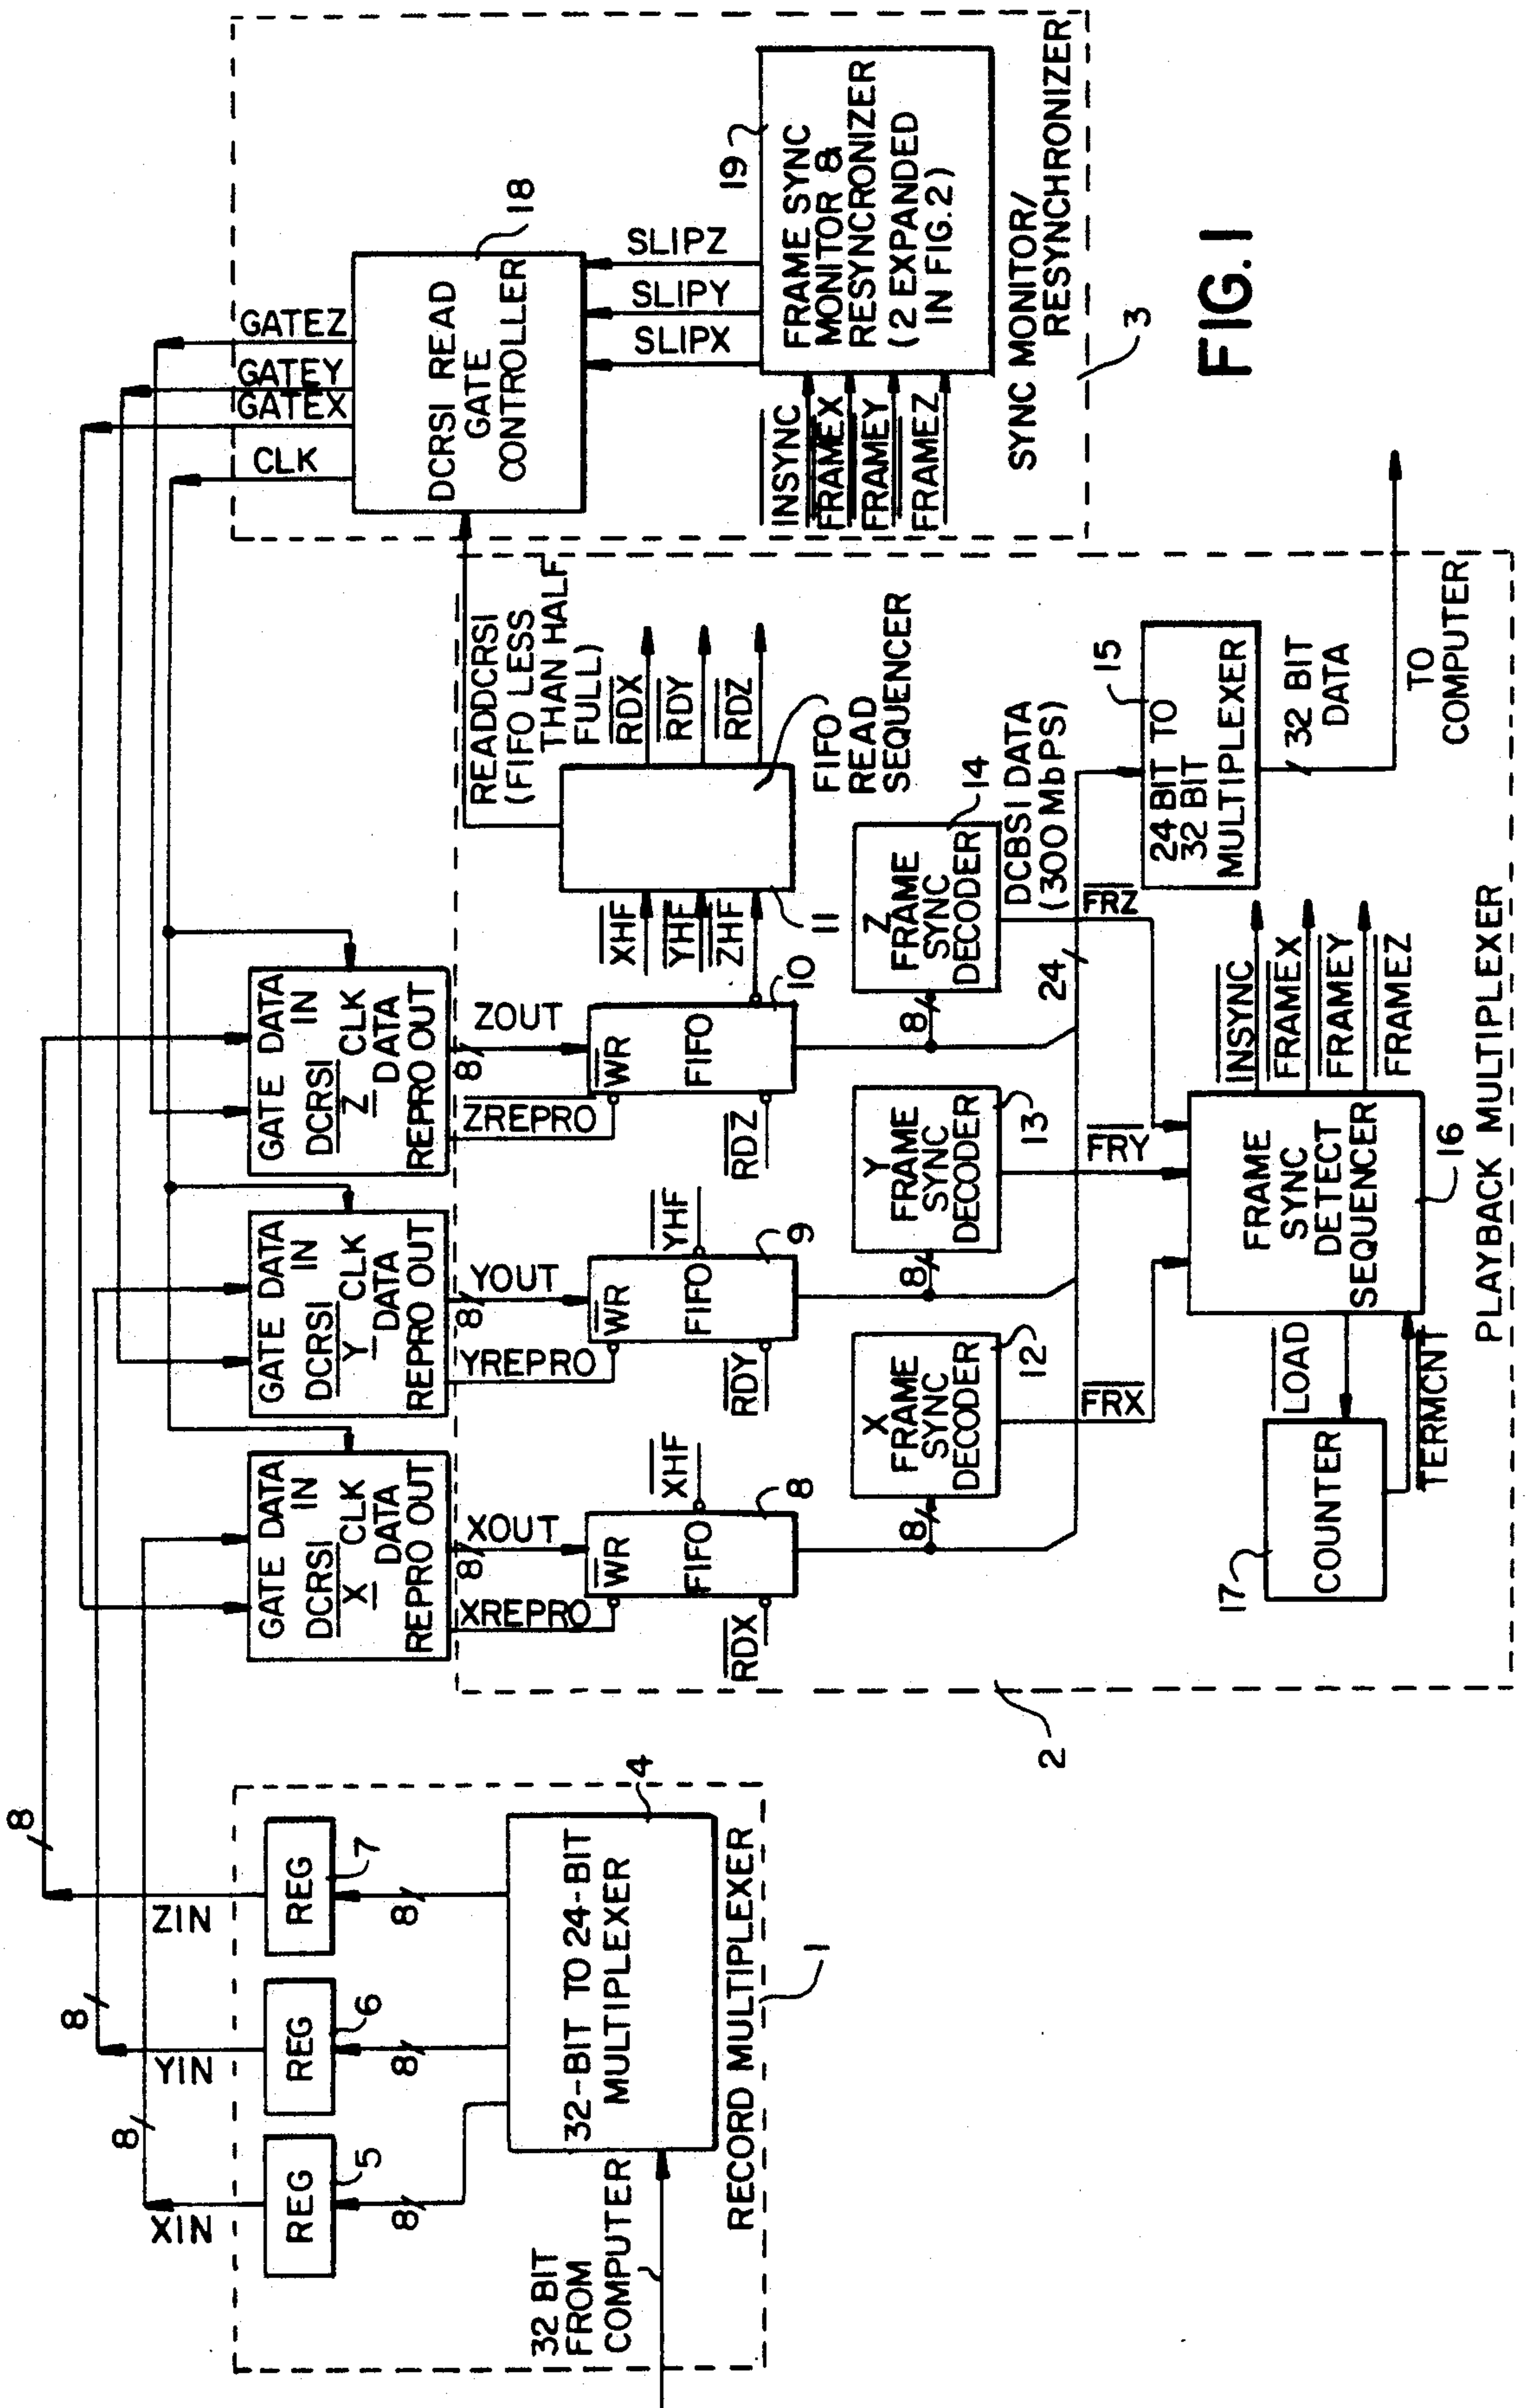 8
8
8
ZIN
YIN
XIN
REG
7
REG
6
REG
5
8
8
8
32-BIT TO 24-BIT
MULTIPLEXER
4
32 BIT
FROM
COMPUTER
RECORD MULTIPLEXER
1
GATE DATA
IN
DCRSI
X CLK
DATA
REPRO OUT
GATE DATA
IN
DCRSI
Y CLK
DATA
REPRO OUT
GATE DATA
IN
DCRSI
Z CLK
DATA
REPRO OUT
XREPRO
8
XOUT
YREPRO
8
YOUT
ZREPRO
8
ZOUT
WR
FIFO
8
XHF
RDX
WR
FIFO
9
YHF
RDY
WR
FIFO
10
RDZ
XHF
YHF
ZHF
11
READDCRSI
(FIFO LESS
THAN HALF
FULL)
RDX
RDY
RDZ
FIFO
READ
SEQUENCER
8
X
FRAME
SYNC
DECODER
12
8
Y
FRAME
SYNC
DECODER
13
8
Z
FRAME
SYNC
DECODER
14
DCBSI DATA
(300 MbPS)
24
FRX
FRY
FRZ
24 BIT TO
32 BIT
MULTIPLEXER
15
32 BIT
DATA
TO
COMPUTER
17
COUNTER
LOAD
TERMCNT
FRAME
SYNC
DETECT
SEQUENCER
16
INSYNC
FRAMEX
FRAMEY
FRAMEZ
PLAYBACK MULTIPLEXER
2
CLK
GATEX
GATEY
GATEZ
DCRSI READ
GATE
CONTROLLER
18
SLIPX
SLIPY
SLIPZ
19
FRAME SYNC
MONITOR &
RESYNCRONIZER
(2 EXPANDED
IN FIG. 2)
INSYNC
FRAMEX
FRAMEY
FRAMEZ
SYNC MONITOR/
RESYNCHRONIZER
3
FIG. 1